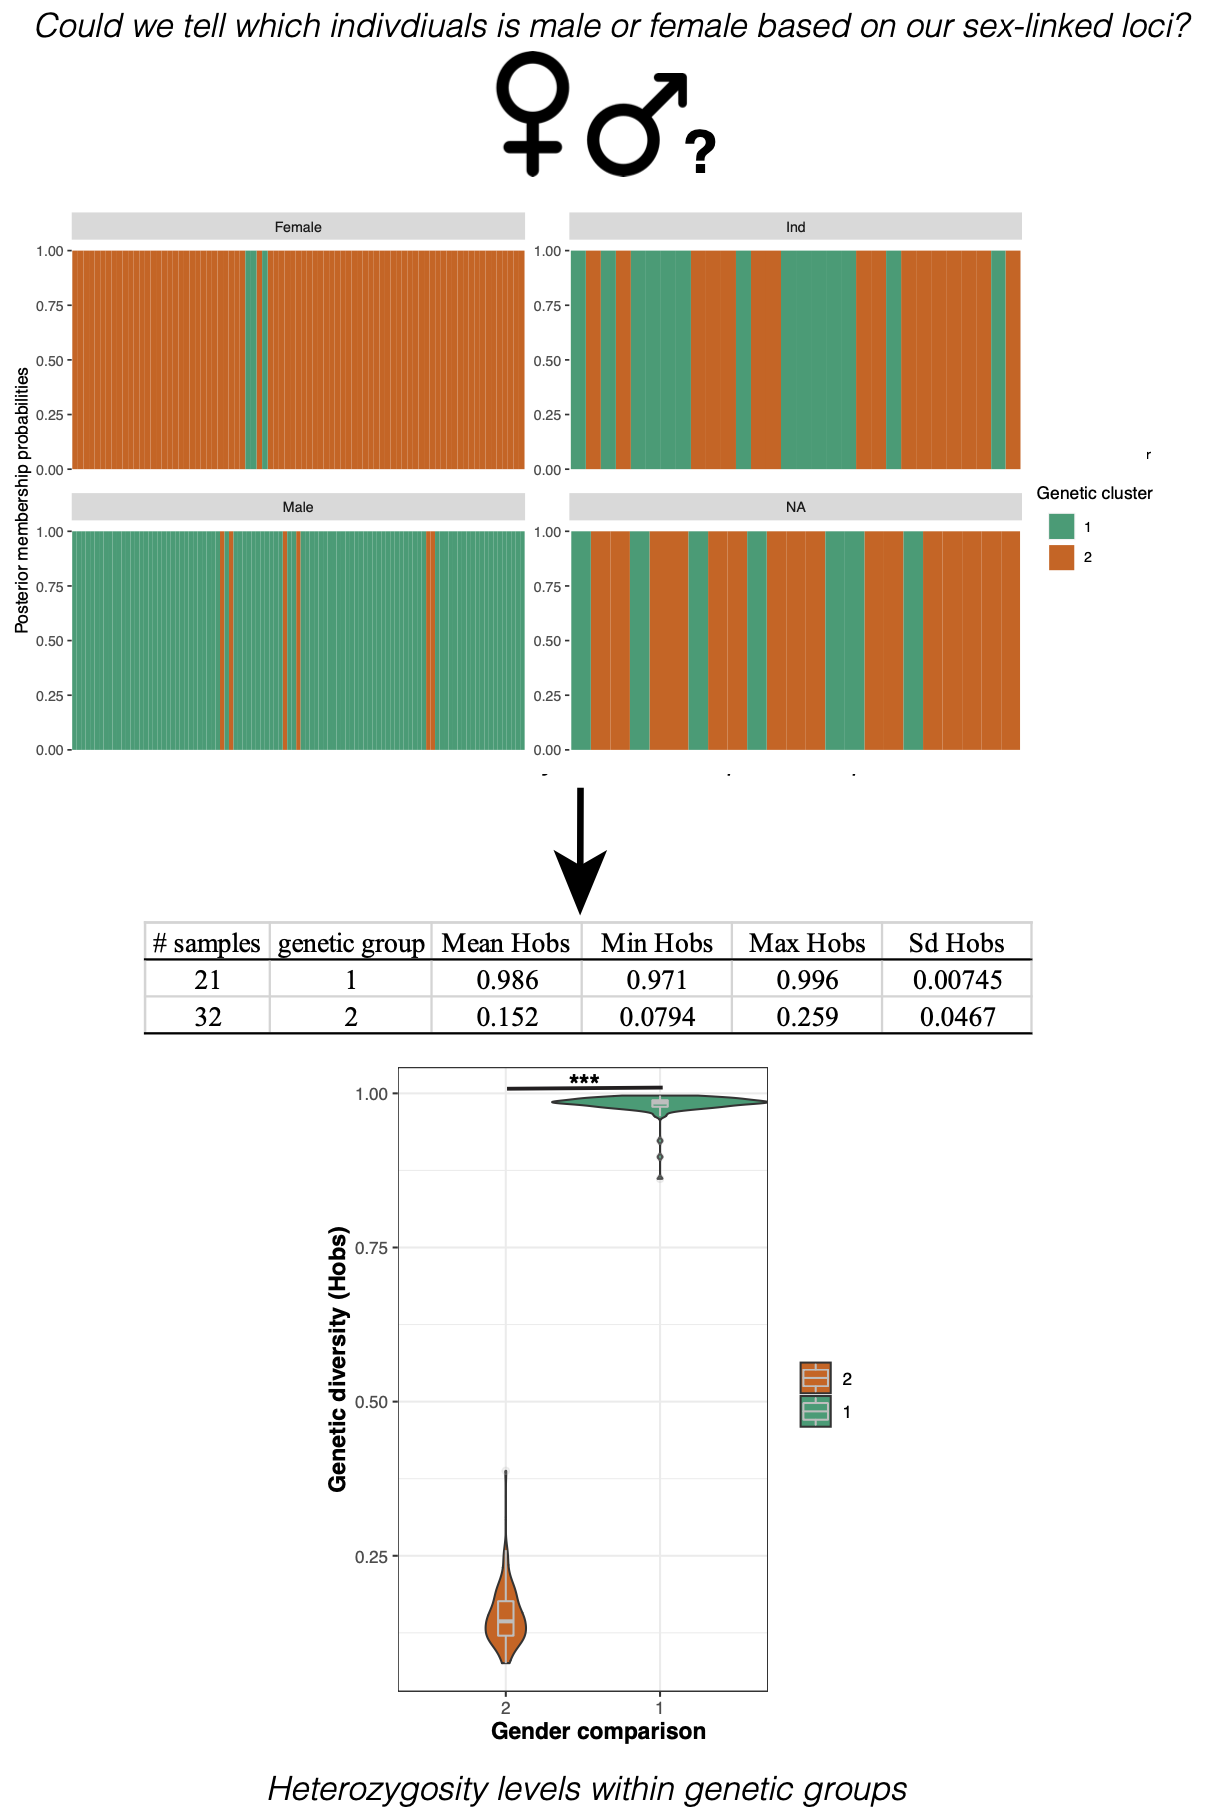 Could we tell which indivdiuals is male or female based on our sex-linked loci?
?
Female
Ind
1.00
0.75
0.50
0.25
0.00
1.00
0.75
0.50
0.25
0.00
Male
NA
1.00
0.75
0.50
0.25
0.00
1.00
0.75
0.50
0.25
0.00
Posterior membership probabilities
r
Genetic cluster
1
2
# samples genetic group Mean Hobs Min Hobs Max Hobs Sd Hobs
21 1 0.986 0.971 0.996 0.00745
32 2 0.152 0.0794 0.259 0.0467
***
1.00
0.75
0.50
0.25
Genetic diversity (Hobs)
2
1
2 1
Gender comparison
Heterozygosity levels within genetic groups